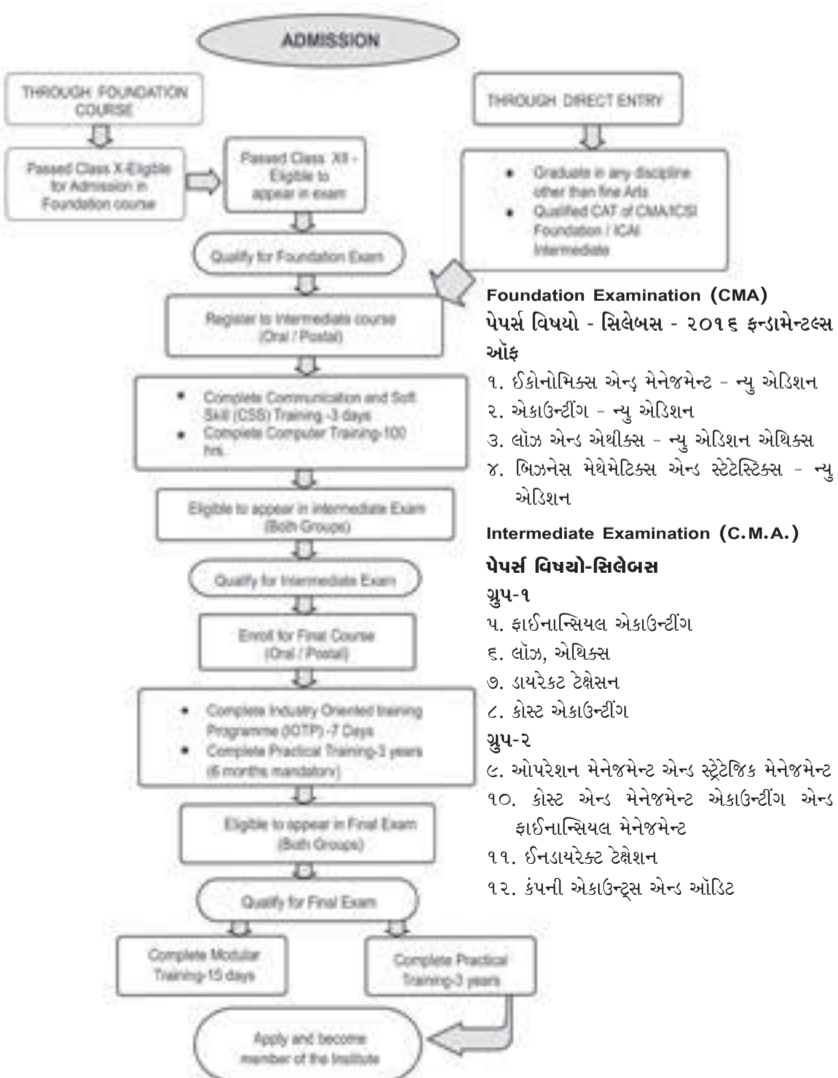 ADMISSION
THROUGH FOUNDATION
COURSE
Passed Class X-Eligible
for Admission in
Foundation course
Passed Class XII -
Eligible to
appear in exam
THROUGH DIRECT ENTRY
• Graduate in any discipline
other than fine Arts
• Qualified CAT of CMA/ICSI
Foundation / ICAI
Intermediate
Qualify for Foundation Exam
Register to Intermediate course
(Oral / Postal)
• Complete Communication and Soft
Skill (CSS) Training -3 days
• Complete Computer Training-100
hrs.
Eligible to appear in intermediate Exam
(Both Groups)
Qualify for Intermediate Exam
Enroll for Final Course
(Oral / Postal)
• Complete Industry Oriented training
Programme (IOTP) -7 Days
• Complete Practical Training-3 years
(6 months mandatory)
Eligible to appear in Final Exam
(Both Groups)
Qualify for Final Exam
Complete Modular
Training-15 days
Complete Practical
Training-3 years
Apply and become
member of the Institute
Foundation Examination (CMA)
પેપર્સ વિષયો - સિલેબસ - ૨૦૧૬ ફન્ડામેન્ટલ્સ
ઑફ
૧. ઈકોનોમિક્સ એન્ડ મેનેજમેન્ટ - ન્યુ એડિશન
૨. એકાઉન્ટીંગ - ન્યુ એડિશન
૩. લૉઝ એન્ડ એથીક્સ - ન્યુ એડિશન એથિક્સ
૪. બિઝનેસ મેથેમેટિક્સ એન્ડ સ્ટેટેસ્ટિક્સ - ન્યુ
એડિશન
Intermediate Examination (C.M.A.)
પેપર્સ વિષયો-સિલેબસ
ગ્રુપ-૧
૫. ફાઈનાન્સિયલ એકાઉન્ટીંગ
૬. લૉઝ, એથિક્સ
૭. ડાયરેકટ ટેક્ષેસન
૮. કોસ્ટ એકાઉન્ટીંગ
ગ્રુપ-૨
૯. ઓપરેશન મેનેજમેન્ટ એન્ડ સ્ટ્રેટેજિક મેનેજમેન્ટ
૧૦. કોસ્ટ એન્ડ મેનેજમેન્ટ એકાઉન્ટીંગ એન્ડ
ફાઈનાન્સિયલ મેનેજમેન્ટ
૧૧. ઈનડાયરેક્ટ ટેક્ષેશન
૧૨. કંપની એકાઉન્ટ્સ એન્ડ ઑડિટ